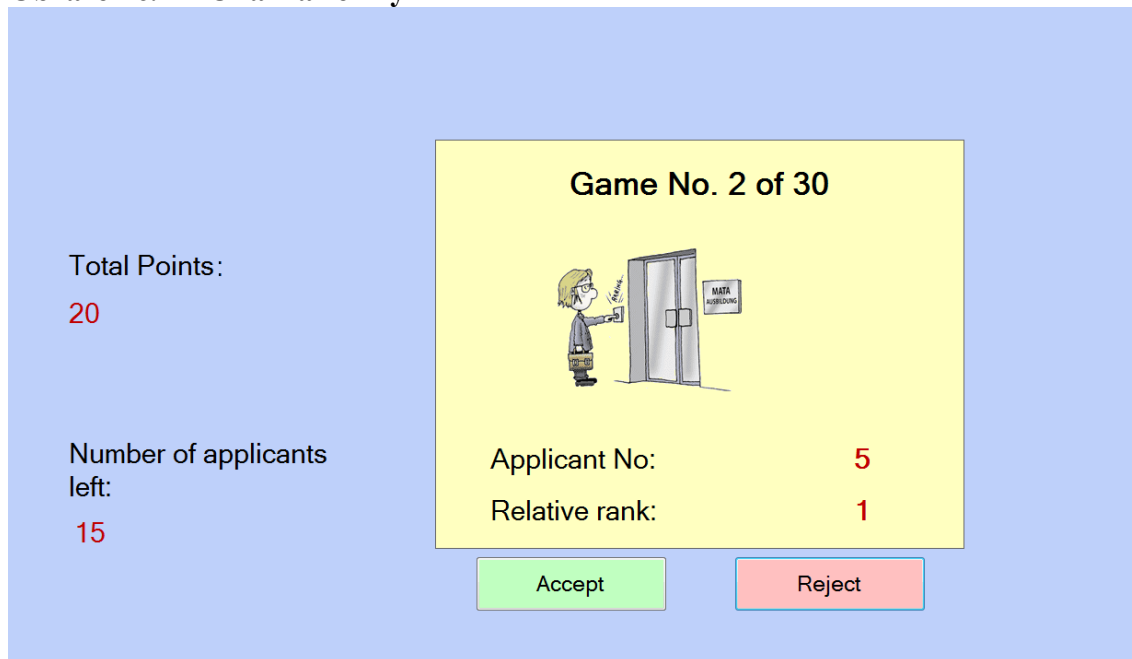 Game No. 2 of 30
Total Points:
20
MATA
AUSBILDUNG
Number of applicants
left:
15
Applicant No: 5
Relative rank: 1
Accept
Reject